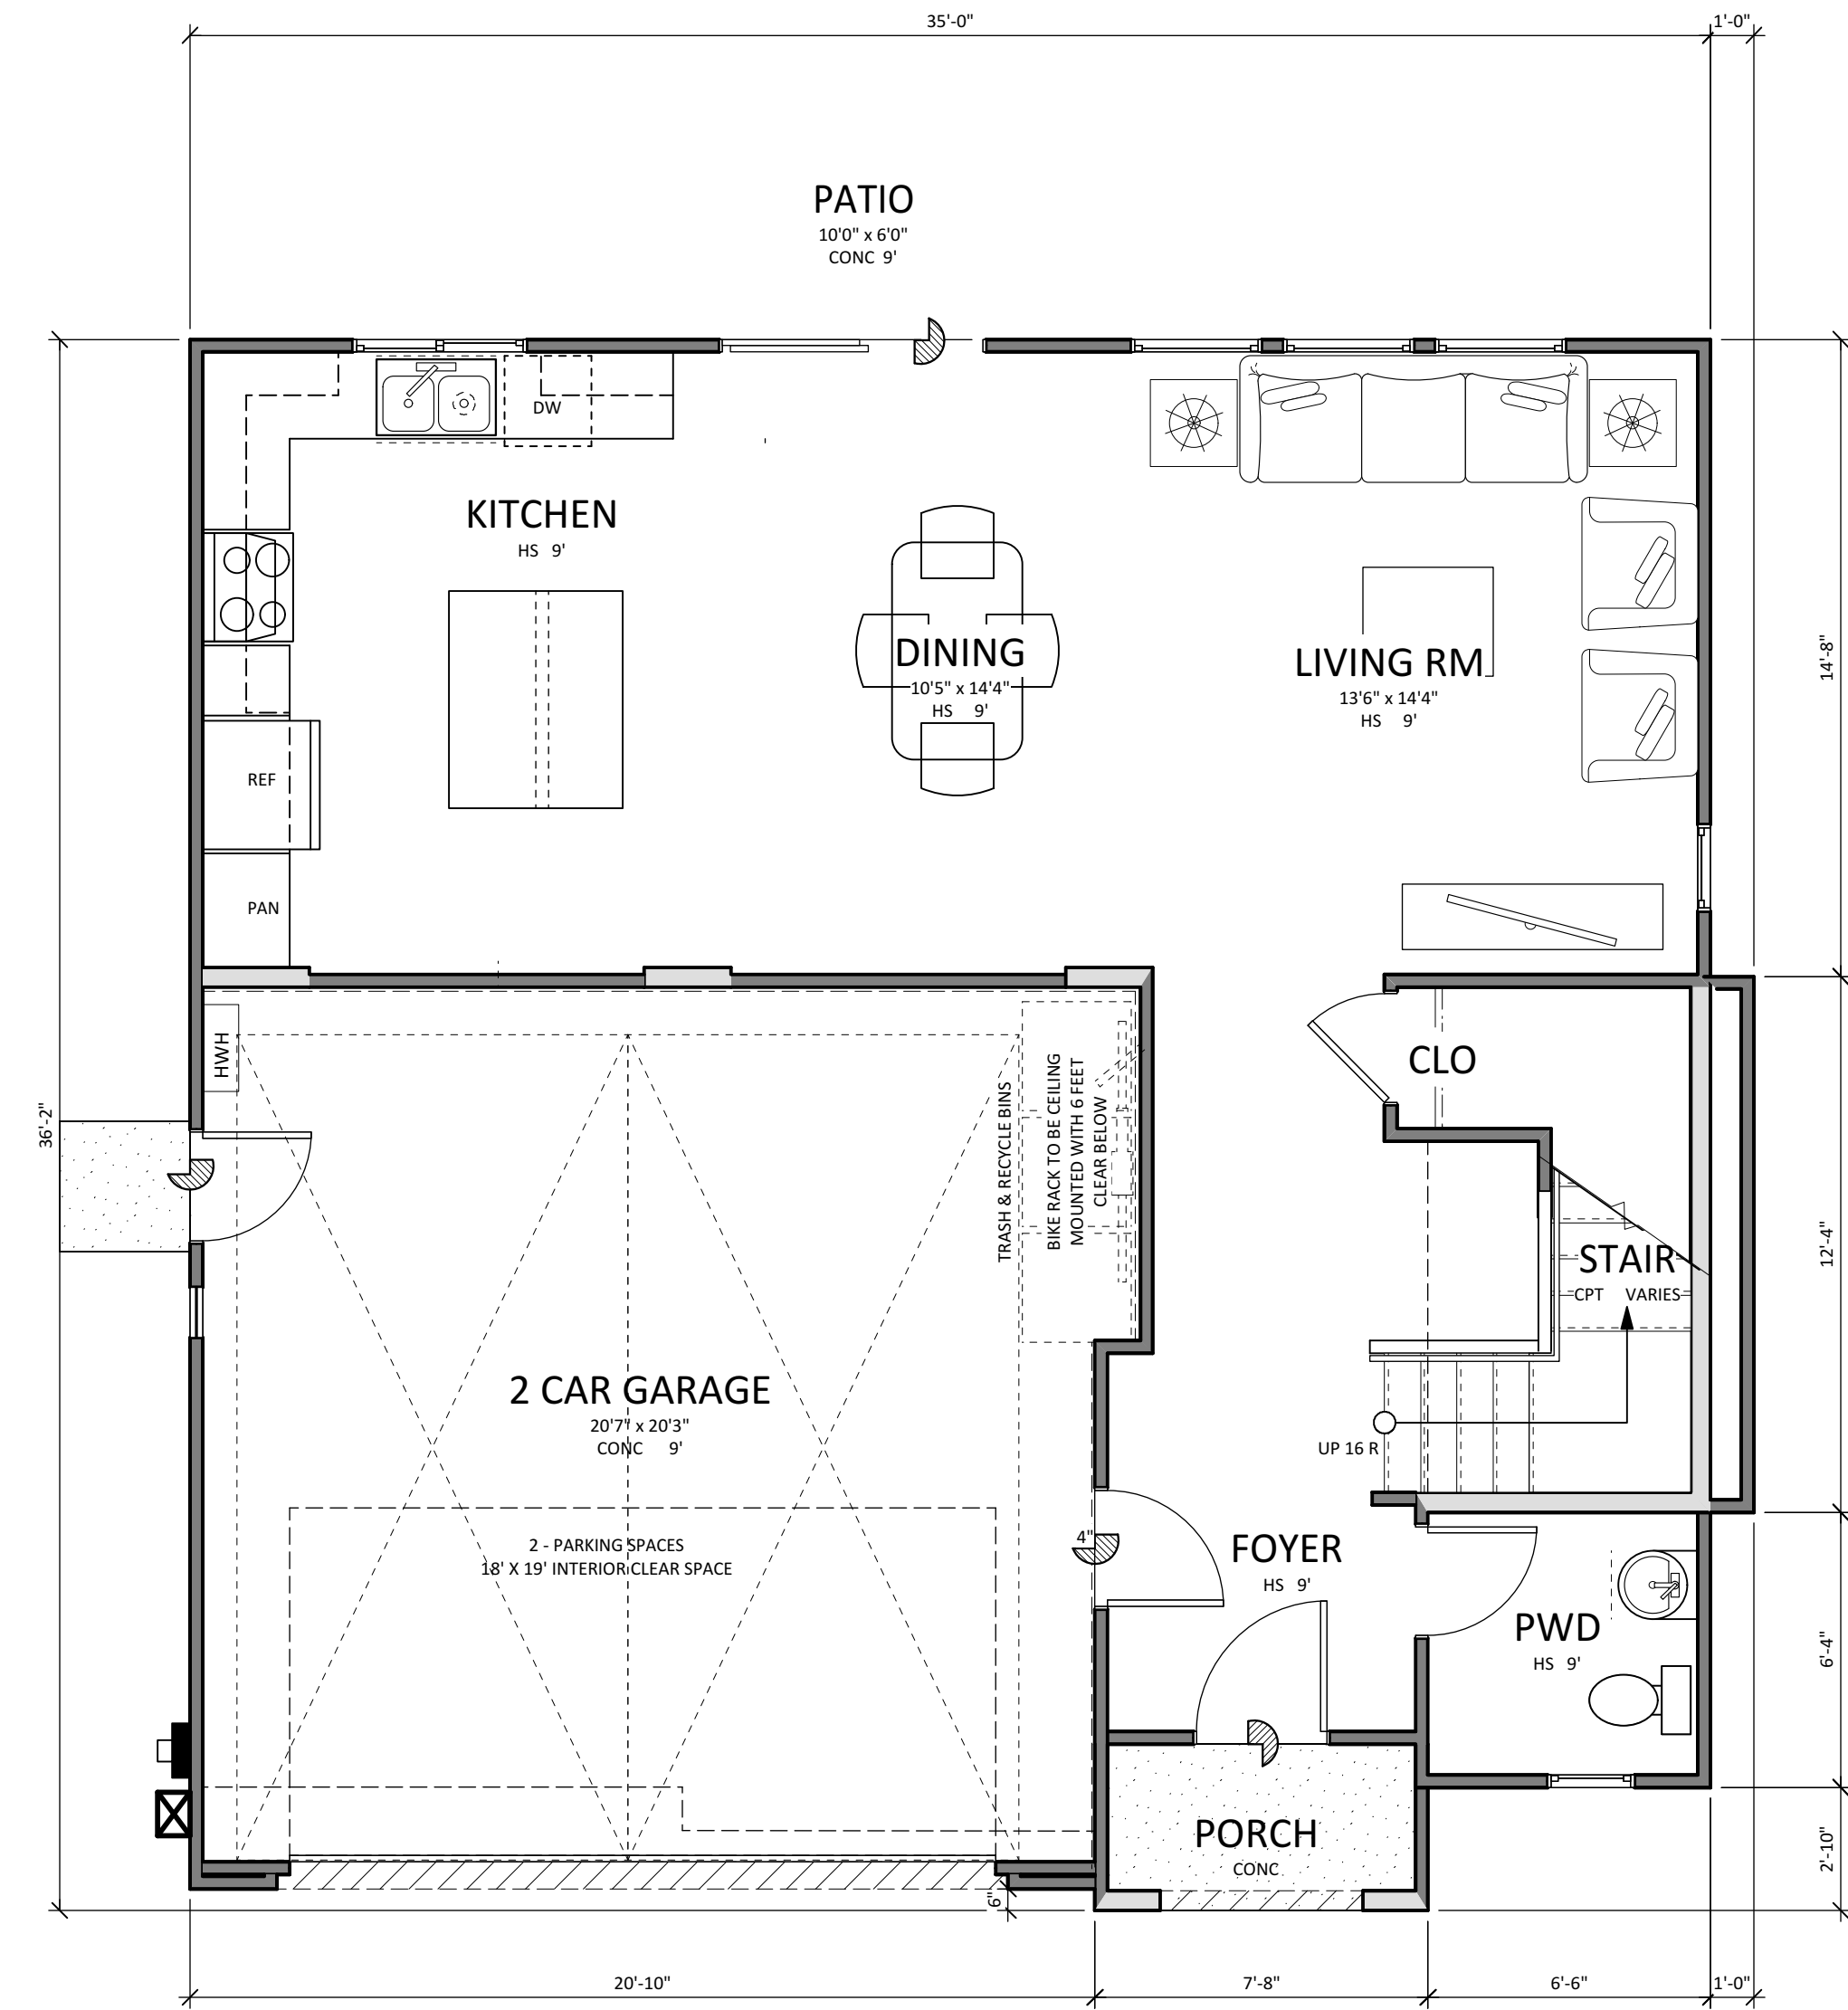 35'-0"
1'-0"
PATIO
10'0" x 6'0"
CONC 9'
DW
KITCHEN
HS 9'
DINING
10'5" x 14'4"
HS 9'
LIVING RM
13'6" x 14'4"
HS 9'
14'-8"
REF
PAN
36'-2"
HWH
TRASH & RECYCLE BINS
BIKE RACK TO BE CEILING
MOUNTED WITH 6 FEET
CLEAR BELOW
CLO
STAIR
CPT VARIES
12'-4"
2 CAR GARAGE
20'7" x 20'3"
CONC 9'
UP 16 R
2 - PARKING SPACES
18' X 19' INTERIOR CLEAR SPACE
4"
FOYER
HS 9'
PWD
HS 9'
6'-4"
PORCH
CONC
2'-10"
6"
20'-10"
7'-8"
6'-6"
1'-0"